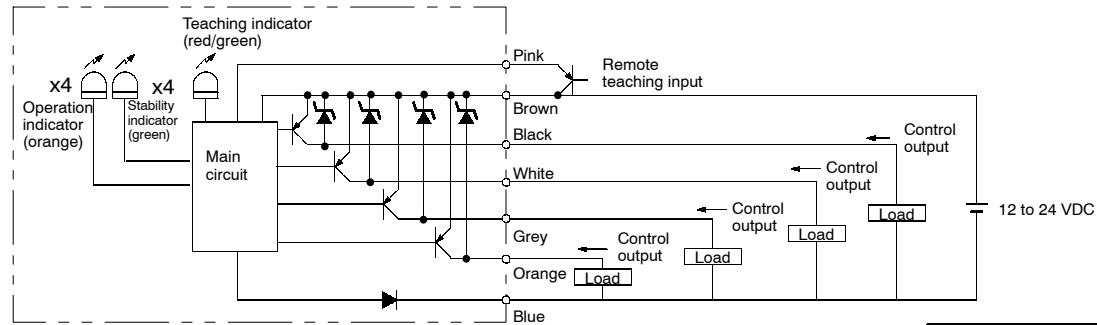 Teaching indicator
(red/green)
x4
x4
Operation
indicator
(orange)
Stability
indicator
(green)
Main
circuit
Pink
Remote
teaching input
Brown
Black
Control
output
White
Control
output
Load
12 to 24 VDC
Grey
Control
output
Load
Orange
Control
output
Load
Load
Blue